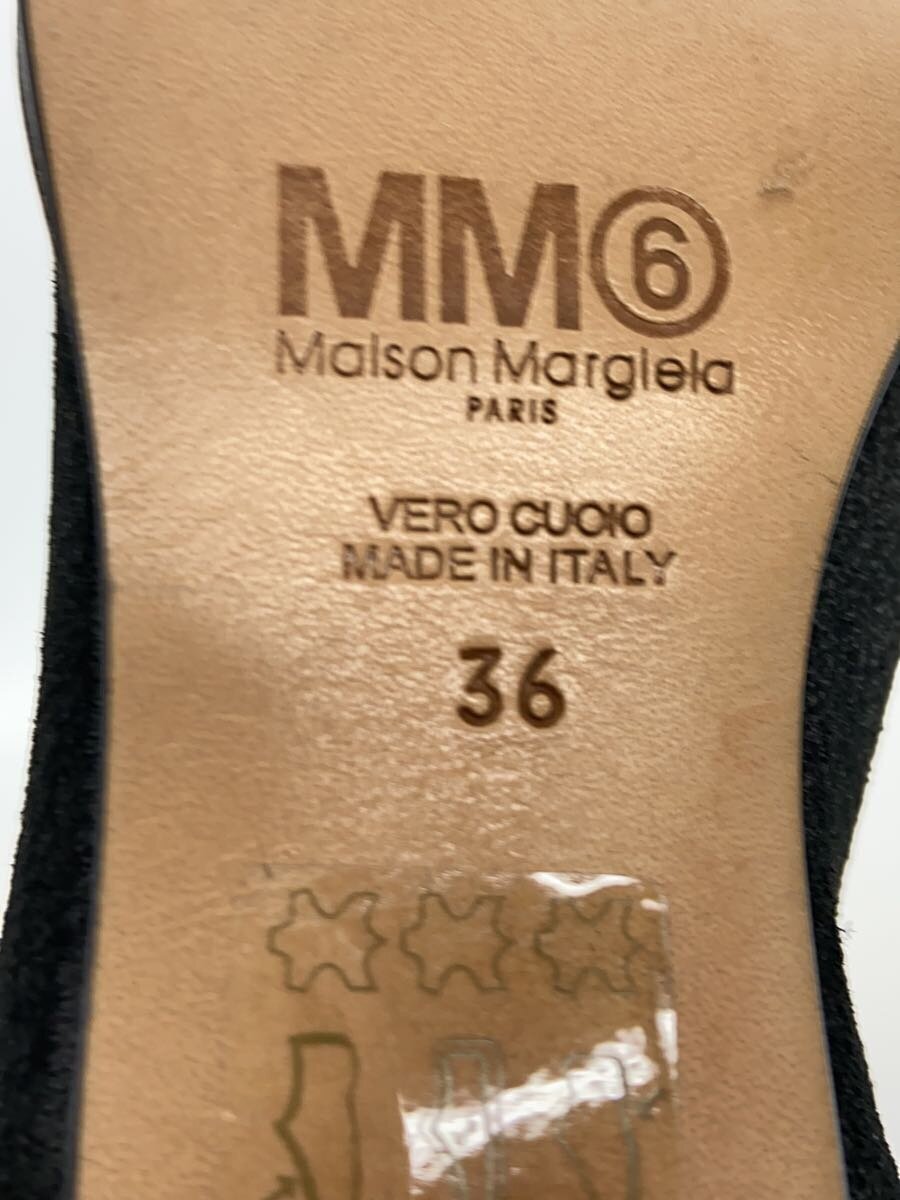 MM⑥
Maison Margiela
PARIS
VERO CUOIO
MADE IN ITALY
36